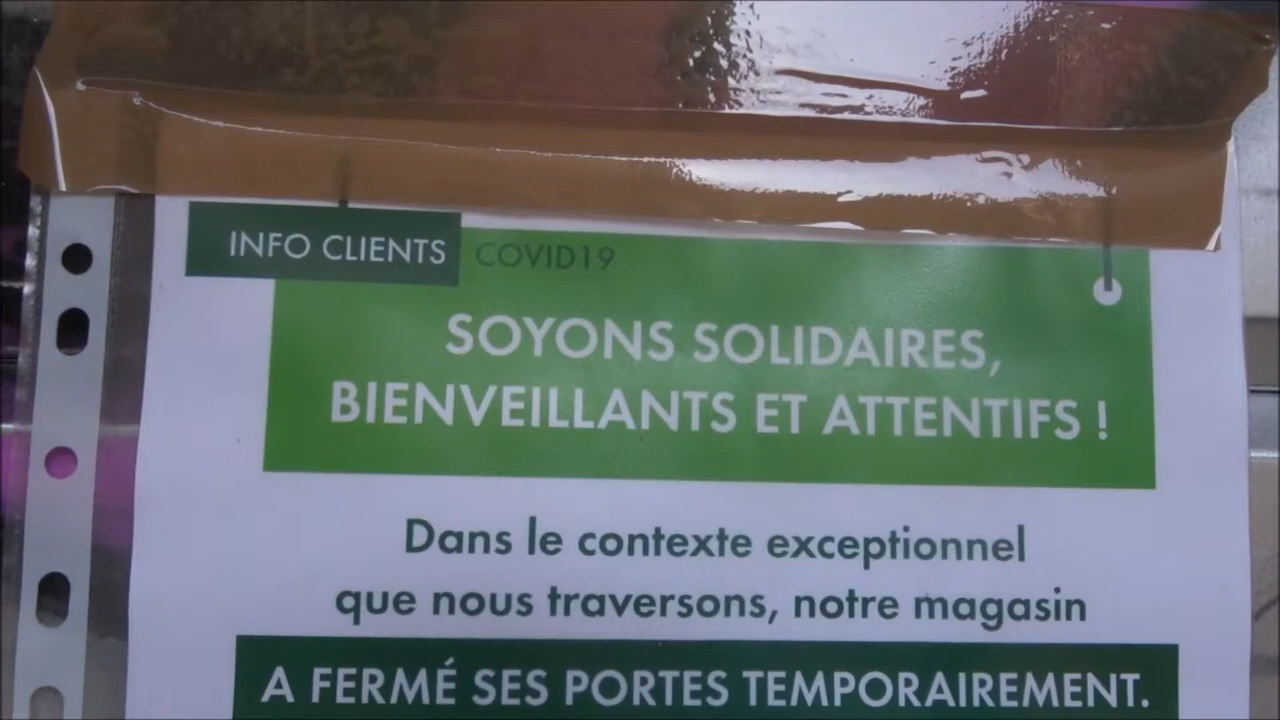 INFO CLIENTS COVID19
SOYONS SOLIDAIRES,
BIENVEILLANTS ET ATTENTIFS !
Dans le contexte exceptionnel
que nous traversons, notre magasin
A FERMÉ SES PORTES TEMPORAIREMENT.